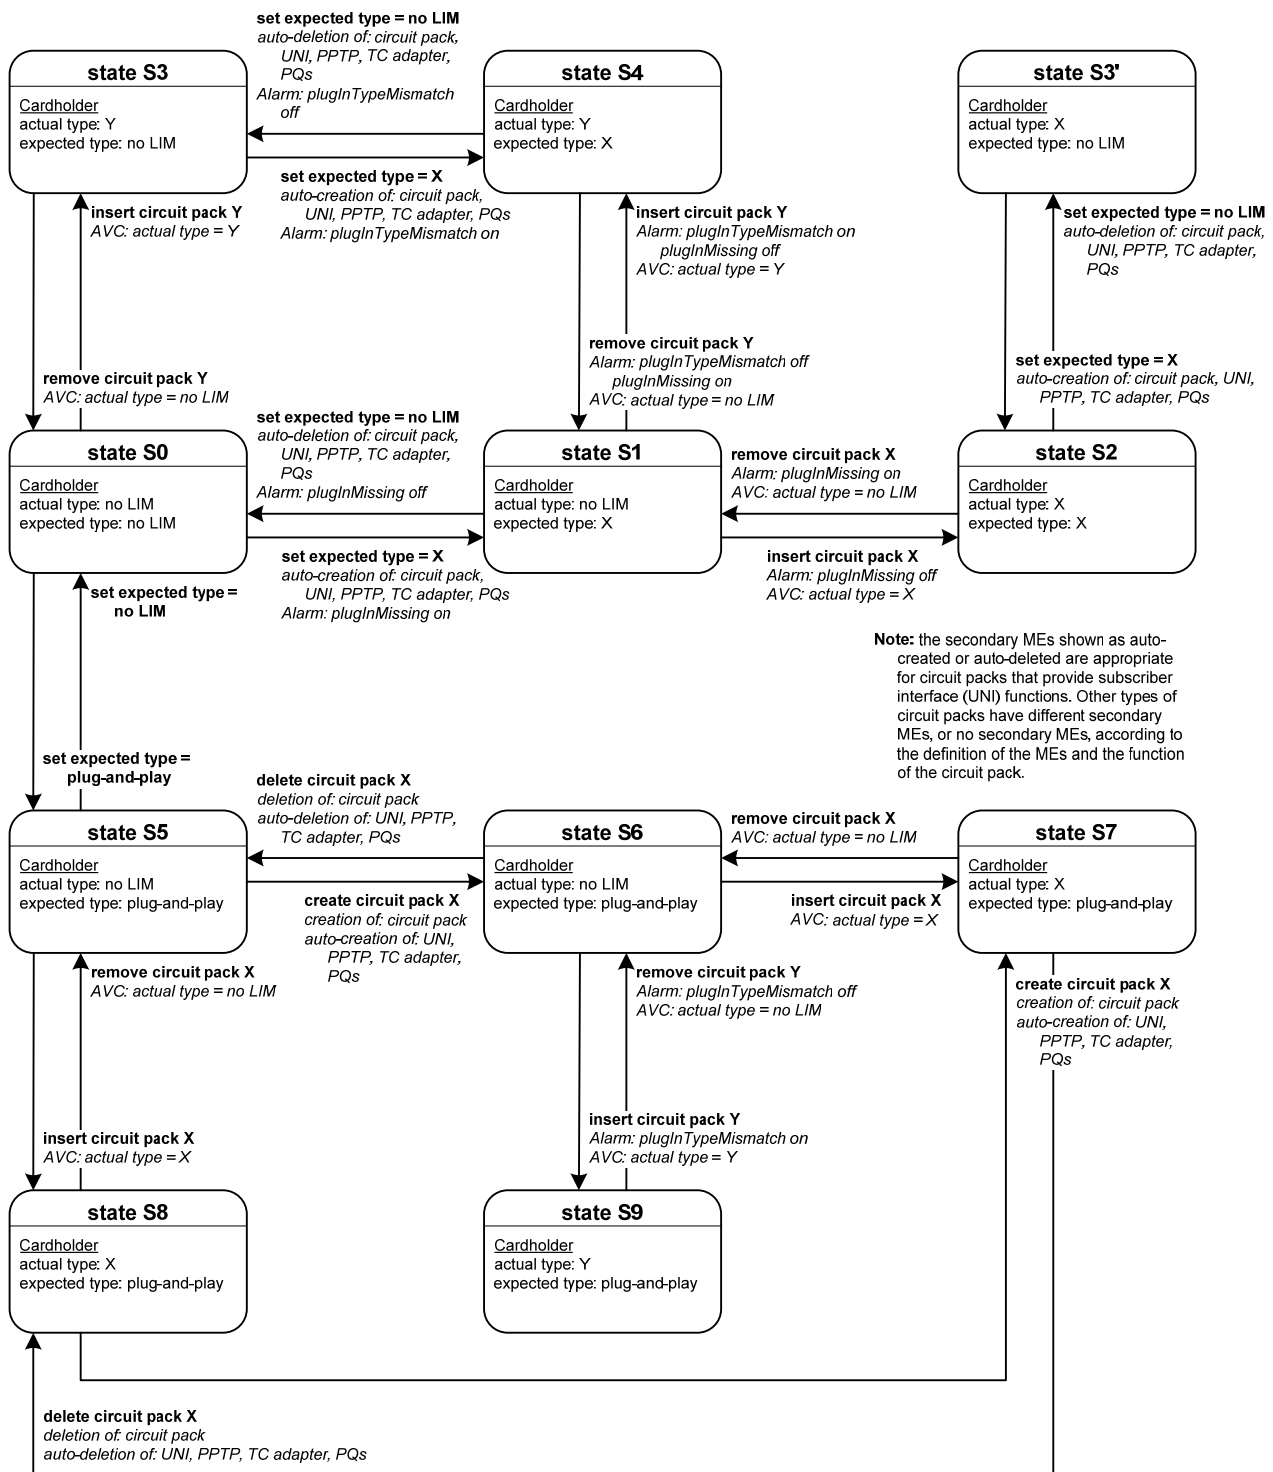 set expected type = no LIM
auto-deletion of: circuit pack,
UNI, PPTP, TC adapter,
PQs
Alarm: plugInTypeMismatch
off
state S3
Cardholder
actual type: Y
expected type: no LIM
state S4
Cardholder
actual type: Y
expected type: X
state S3'
Cardholder
actual type: X
expected type: no LIM
set expected type = X
auto-creation of: circuit pack,
UNI, PPTP, TC adapter, PQs
Alarm: plugInTypeMismatch on
insert circuit pack Y
AVC: actual type = Y
insert circuit pack Y
Alarm: plugInTypeMismatch on
plugInMissing off
AVC: actual type = Y
set expected type = no LIM
auto-deletion of: circuit pack,
UNI, PPTP, TC adapter,
PQs
remove circuit pack Y
AVC: actual type = no LIM
remove circuit pack Y
Alarm: plugInTypeMismatch off
plugInMissing on
AVC: actual type = no LIM
set expected type = X
auto-creation of: circuit pack, UNI,
PPTP, TC adapter, PQs
set expected type = no LIM
auto-deletion of: circuit pack,
UNI, PPTP, TC adapter,
PQs
Alarm: plugInMissing off
state S0
Cardholder
actual type: no LIM
expected type: no LIM
state S1
Cardholder
actual type: no LIM
expected type: X
remove circuit pack X
Alarm: plugInMissing on
AVC: actual type = no LIM
state S2
Cardholder
actual type: X
expected type: X
set expected type = X
auto-creation of: circuit pack,
UNI, PPTP, TC adapter, PQs
Alarm: plugInMissing on
insert circuit pack X
Alarm: plugInMissing off
AVC: actual type = X
set expected type =
no LIM
Note: the secondary MEs shown as auto-
created or auto-deleted are appropriate
for circuit packs that provide subscriber
interface (UNI) functions. Other types of
circuit packs have different secondary
MEs, or no secondary MEs, according to
the definition of the MEs and the function
of the circuit pack.
set expected type =
plug-and-play
delete circuit pack X
deletion of: circuit pack
auto-deletion of: UNI, PPTP,
TC adapter, PQs
state S5
Cardholder
actual type: no LIM
expected type: plug-and-play
state S6
Cardholder
actual type: no LIM
expected type: plug-and-play
remove circuit pack X
AVC: actual type = no LIM
state S7
Cardholder
actual type: X
expected type: plug-and-play
create circuit pack X
creation of: circuit pack
auto-creation of: UNI,
PPTP, TC adapter,
PQs
insert circuit pack X
AVC: actual type = X
remove circuit pack X
AVC: actual type = no LIM
remove circuit pack Y
Alarm: plugInTypeMismatch off
AVC: actual type = no LIM
create circuit pack X
creation of: circuit pack
auto-creation of: UNI,
PPTP, TC adapter,
PQs
insert circuit pack X
AVC: actual type = X
insert circuit pack Y
Alarm: plugInTypeMismatch on
AVC: actual type = Y
state S8
Cardholder
actual type: X
expected type: plug-and-play
state S9
Cardholder
actual type: Y
expected type: plug-and-play
delete circuit pack X
deletion of: circuit pack
auto-deletion of: UNI, PPTP, TC adapter, PQs